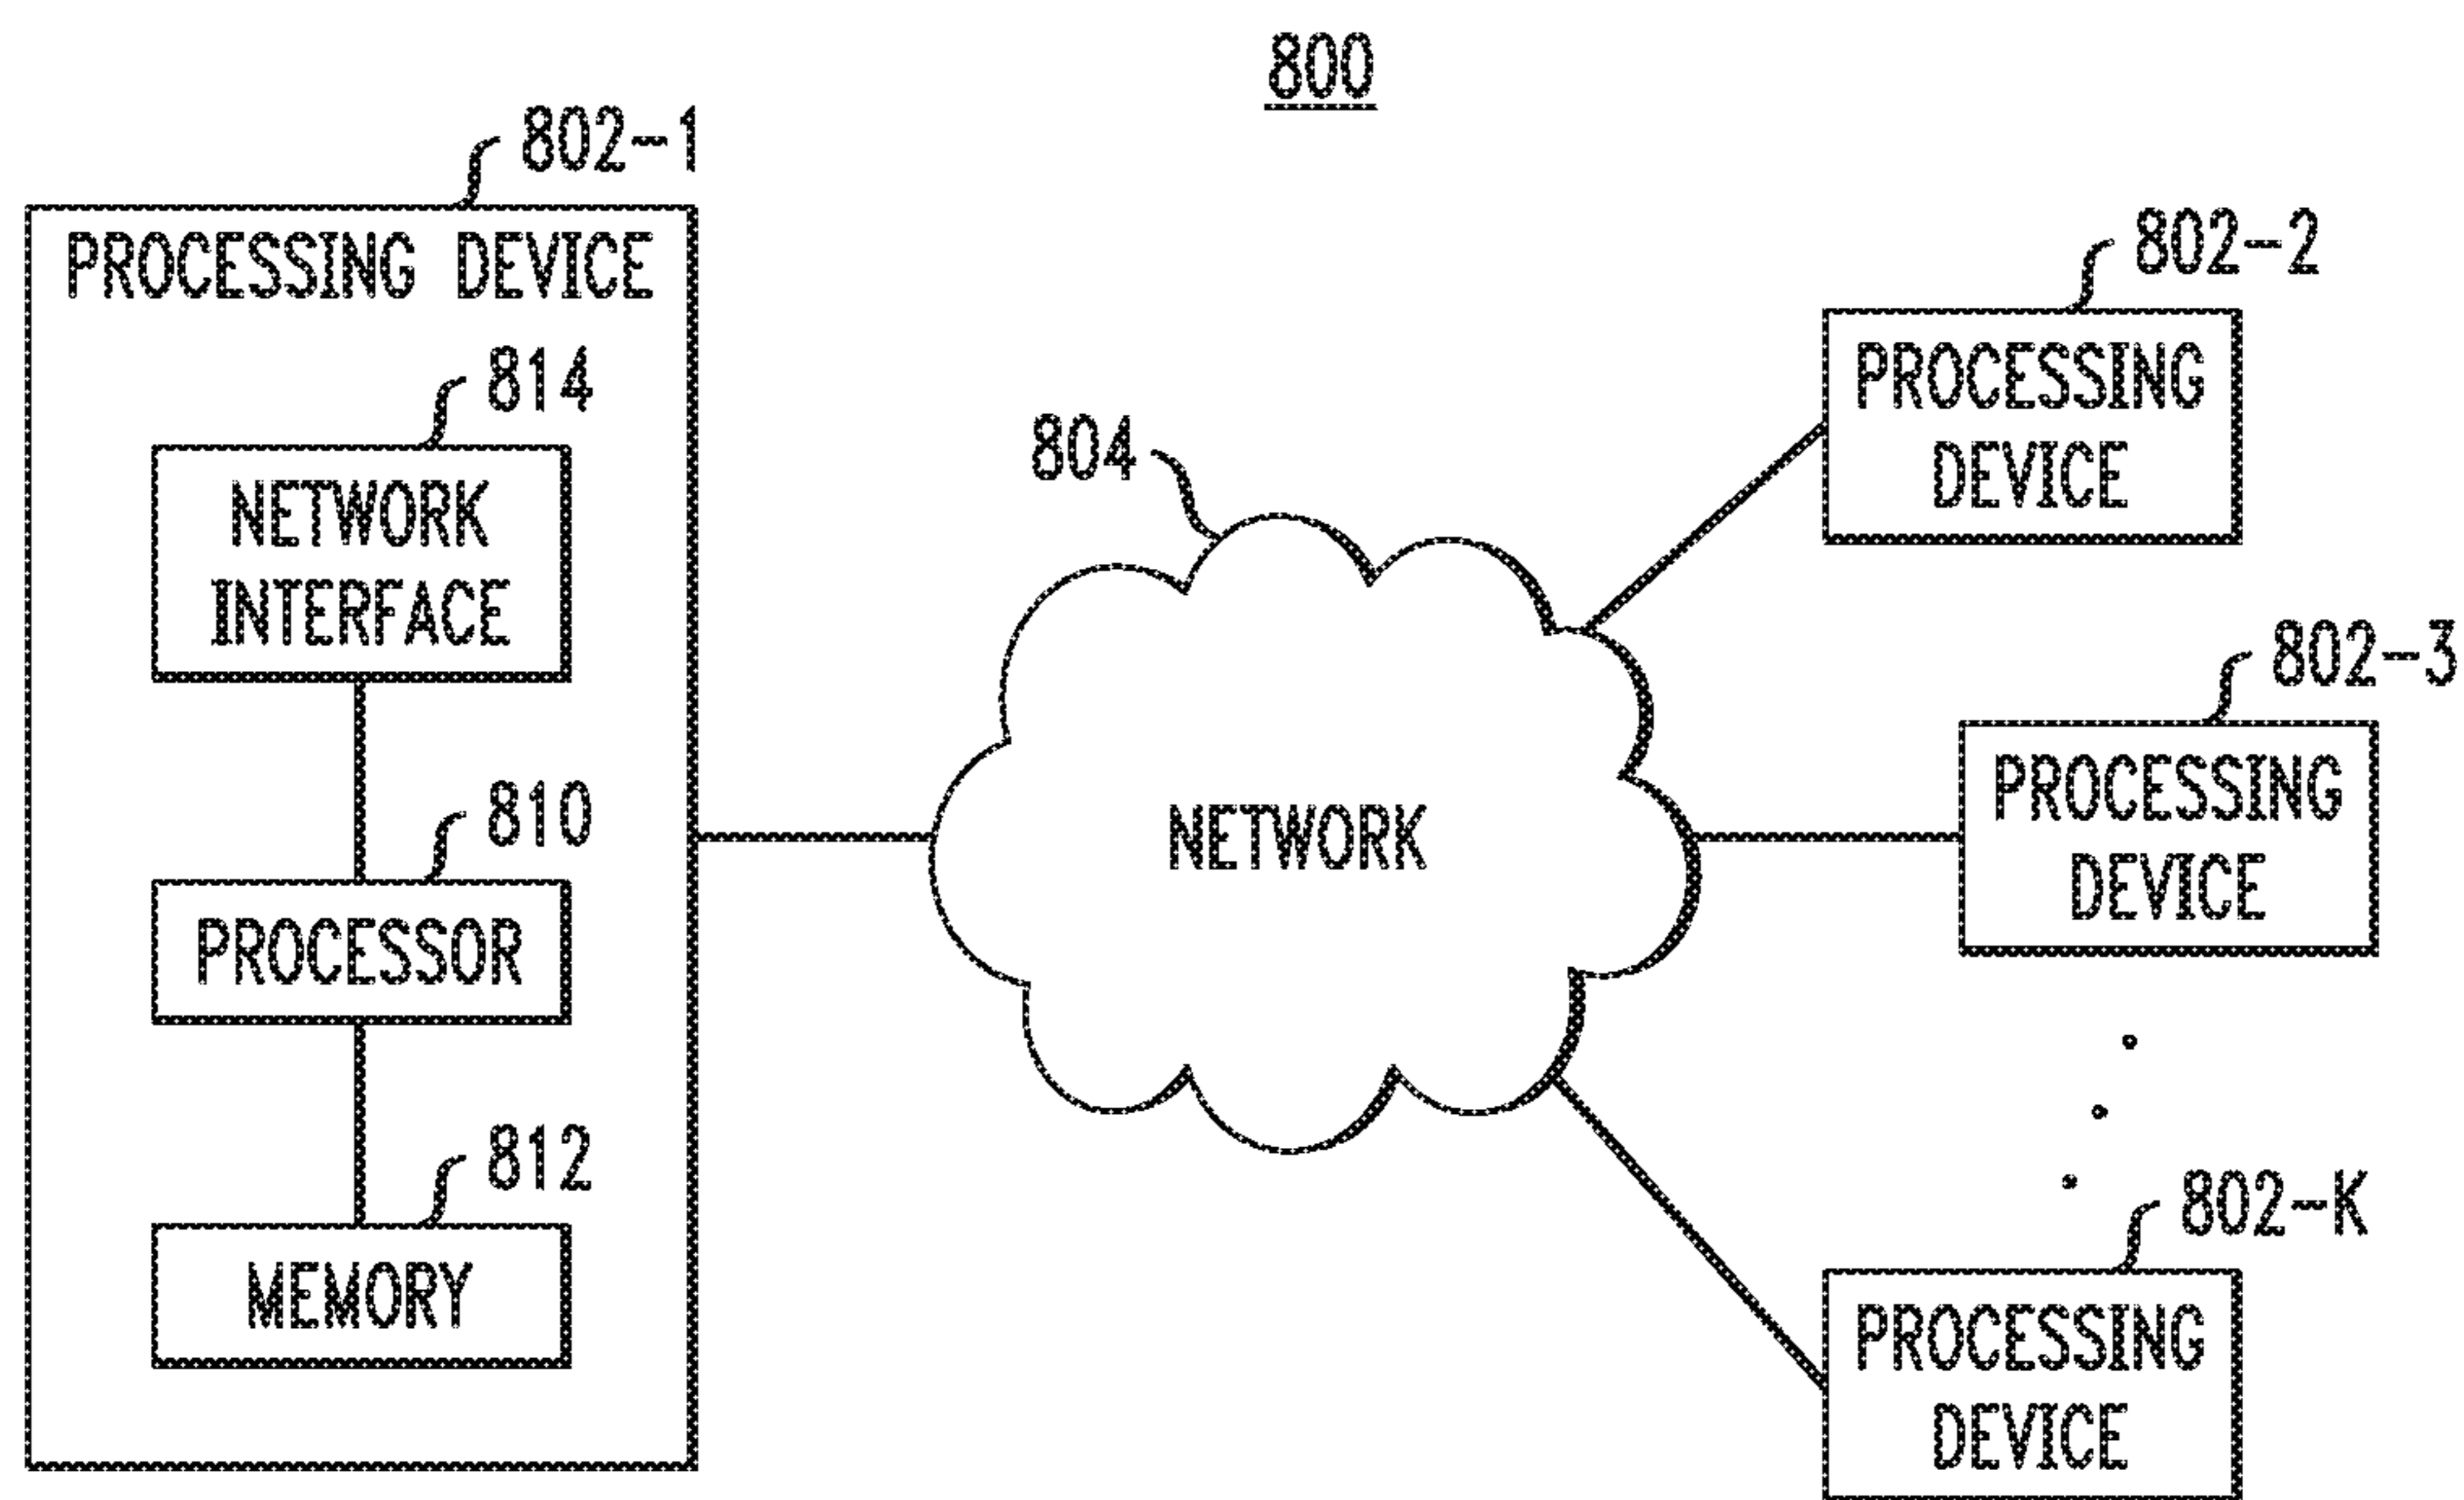 800
802-1
PROCESSING DEVICE
814
NETWORK
INTERFACE
810
PROCESSOR
812
MEMORY
804
NETWORK
802-2
PROCESSING
DEVICE
802-3
PROCESSING
DEVICE
802-K
PROCESSING
DEVICE